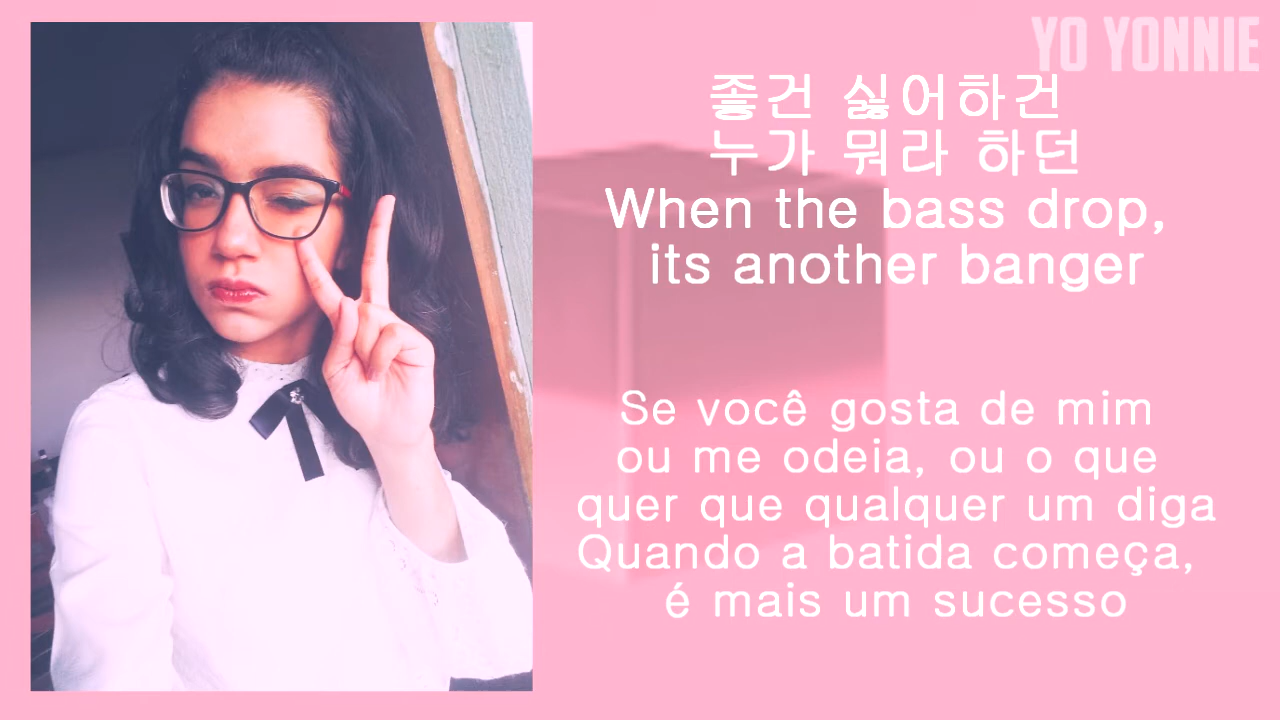 YO YONNIE
좋건 싫어하건
누가 뭐라 하던
When the bass drop,
its another banger
Se você gosta de mim
ou me odeia, ou o que
quer que qualquer um diga
Quando a batida começa,
é mais um sucesso